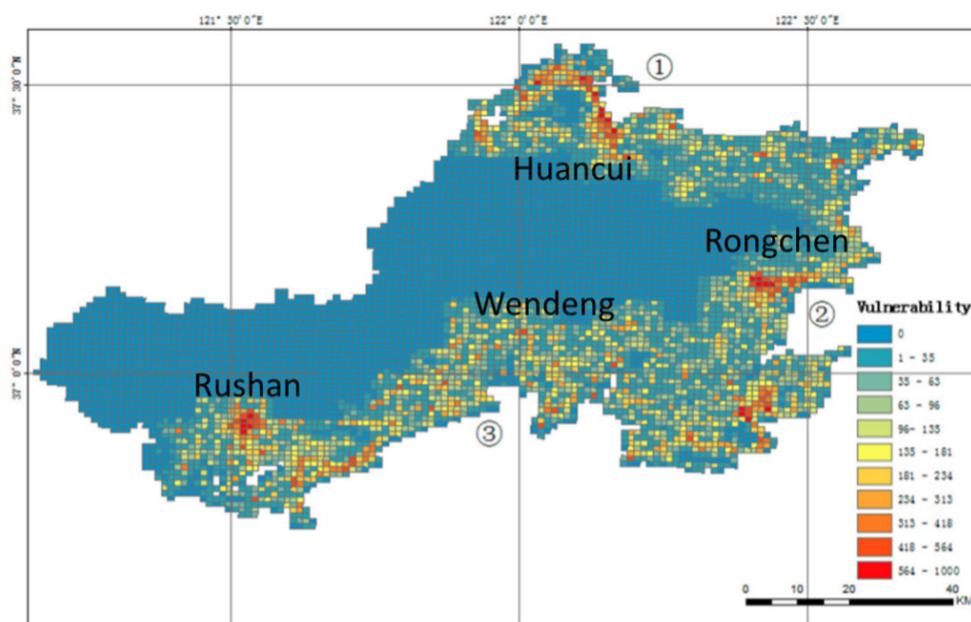 121° 30′0″E 122° 0′0″E 122° 30′0″E
37° 30′0″N
①
Huancui
Rongchen
Wendeng
②
37° 0′0″N
Rushan
③
Vulnerability
0
1 - 35
35 - 63
63 - 96
96- 135
135 - 181
181 - 234
234 - 313
313 - 418
418 - 564
564 - 1000
0 10 20 40
KM